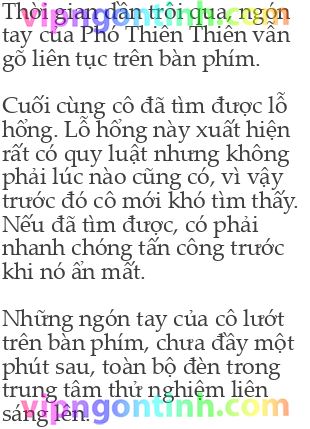 Thời gian dần trôi qua, ngón
vipngontinh.com
tay của Phó Thiên Thiên vẫn
gõ liên tục trên bàn phím.
Cuối cùng cô đã tìm được lỗ
hổng. Lỗ hổng này xuất hiện
rất có quy luật nhưng không
phải lúc nào cũng có, vì vậy
trước đó cô mới khó tìm thấy.
Nếu đã tìm được, có phải
nhanh chóng tấn công trước
khi nó ẩn mất.
Những ngón tay của cô lướt
trên bàn phím, chưa đầy một
phút sau, toàn bộ đèn trong
trung tâm thử nghiệm liên
sáng lên.
vipngontinh.com